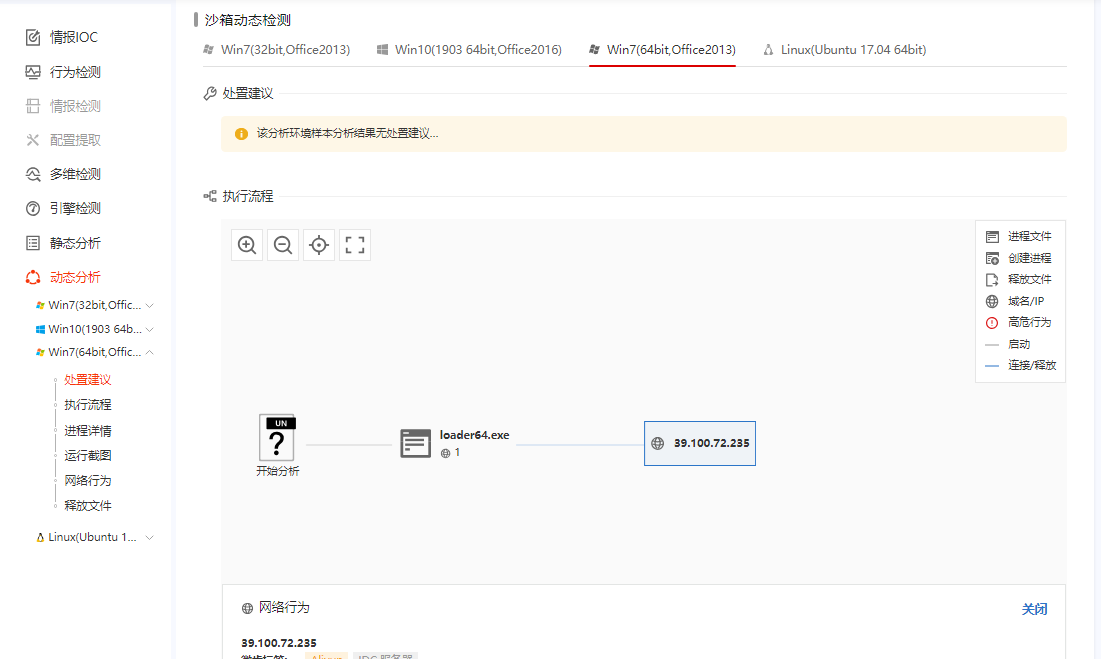 情报IOC
行为检测
情报检测
配置提取
多维检测
引擎检测
静态分析
动态分析
Win7(32bit,Offic...
Win10(1903 64b...
Win7(64bit,Offic...
处置建议
执行流程
进程详情
运行截图
网络行为
释放文件
Linux(Ubuntu 1...
沙箱动态检测
Win7(32bit,Office2013) Win10(1903 64bit,Office2016) Win7(64bit,Office2013) Linux(Ubuntu 17.04 64bit)
处置建议
该分析环境样本分析结果无处置建议...
执行流程
进程文件
创建进程
释放文件
域名/IP
高危行为
启动
连接/释放
UN
?
开始分析
loader64.exe
1
39.100.72.235
网络行为 关闭
39.100.72.235